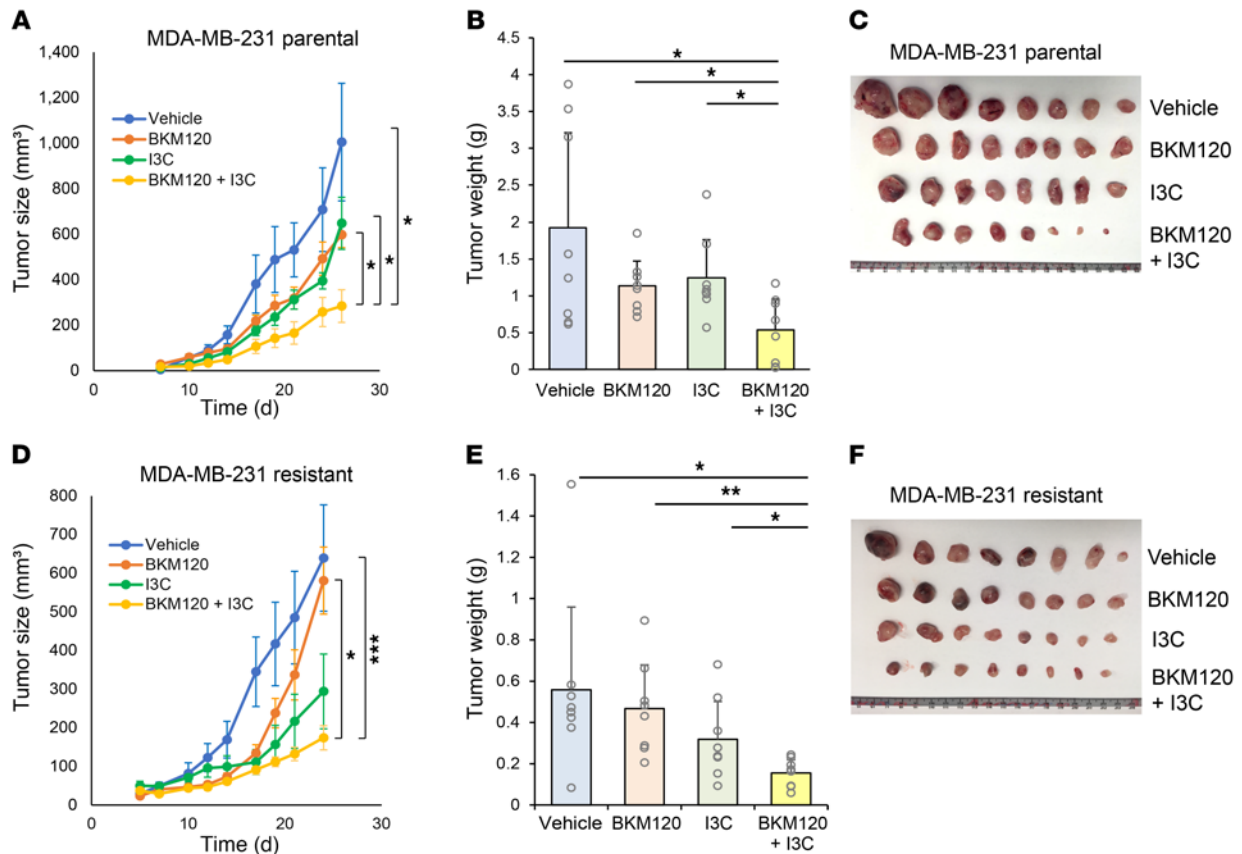 A
MDA-MB-231 parental
1,400
1,200
1,000
800
600
400
200
0
Tumor size (mm³)
Vehicle
BKM120
I3C
BKM120 + I3C
*
*
*
0
10
20
30
Time (d)
B
4.5
4
3.5
3
2.5
2
1.5
1
0.5
0
Tumor weight (g)
*
*
*
Vehicle
BKM120
I3C
BKM120
+ I3C
C
MDA-MB-231 parental
Vehicle
BKM120
I3C
BKM120
+ I3C
D
MDA-MB-231 resistant
800
700
600
500
400
300
200
100
0
Tumor size (mm³)
Vehicle
BKM120
I3C
BKM120 + I3C
*
***
0
10
20
30
Time (d)
E
1.6
1.4
1.2
1
0.8
0.6
0.4
0.2
0
Tumor weight (g)
*
**
*
Vehicle
BKM120
I3C
BKM120
+ I3C
F
MDA-MB-231 resistant
Vehicle
BKM120
I3C
BKM120
+ I3C